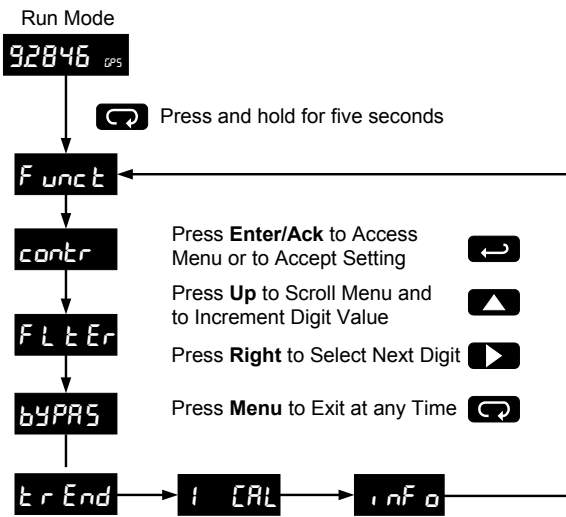 Run Mode
92846 GPS
Press and hold for five seconds
Funct
contr
Press Enter/Ack to Access
Menu or to Accept Setting
FLtEr
Press Up to Scroll Menu and
to Increment Digit Value
Press Right to Select Next Digit
bYPAS
Press Menu to Exit at any Time
trEnd
1 CAL
inFo